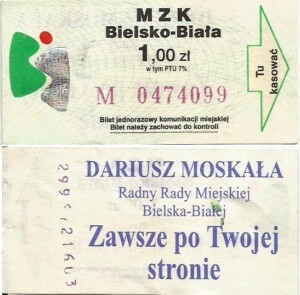 M Z K
Bielsko-Biała
1,00 zł
w tym PTU 7%
Tu kasować
M 0474099
Bilet jednorazowy komunikacji miejskiej
Bilet należy zachować do kontroli
DARIUSZ MOSKAŁA
Radny Rady Miejskiej
Bielska-Białej
Zawsze po Twojej
stronie